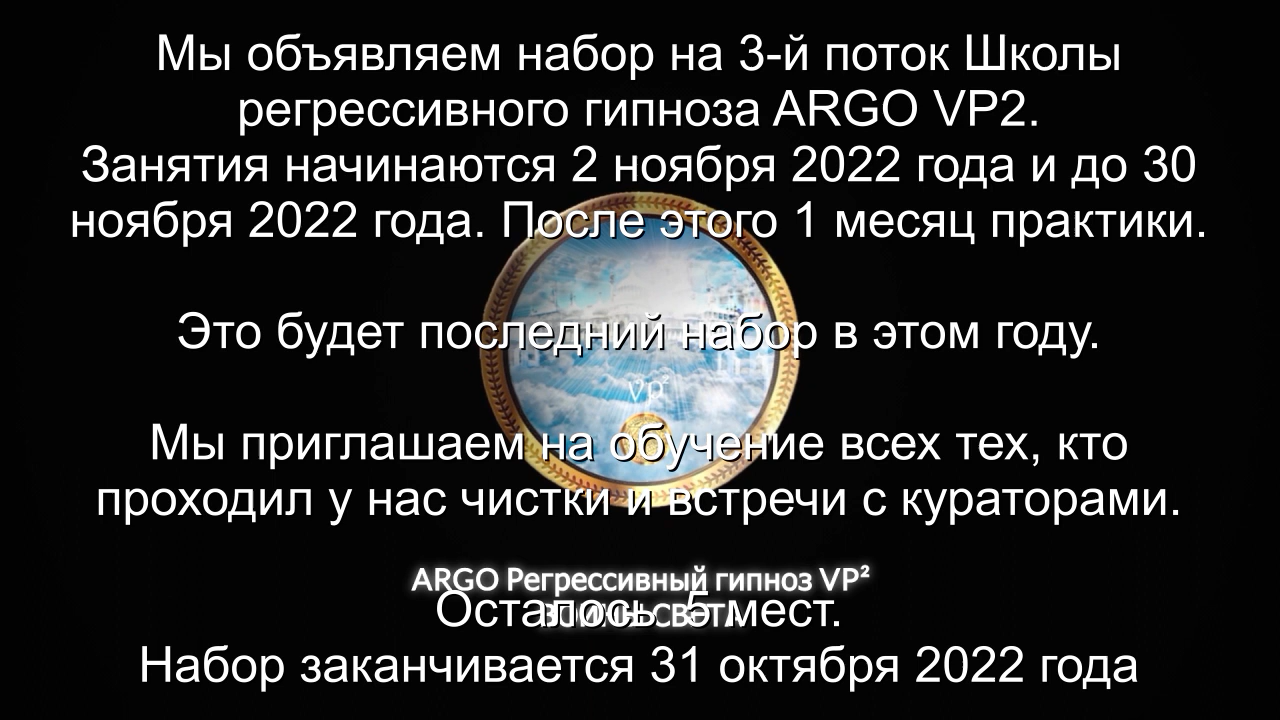 Мы объявляем набор на 3-й поток Школы
регрессивного гипноза ARGO VP2.
Занятия начинаются 2 ноября 2022 года и до 30
ноября 2022 года. После этого 1 месяц практики.
Это будет последний набор в этом году.
VP²
Мы приглашаем на обучение всех тех, кто
проходил у нас чистки и встречи с кураторами.
ARGO Регрессивный гипноз VP²
Осталось 5 мест.
ВОИНЫ СВЕТА
Набор заканчивается 31 октября 2022 года